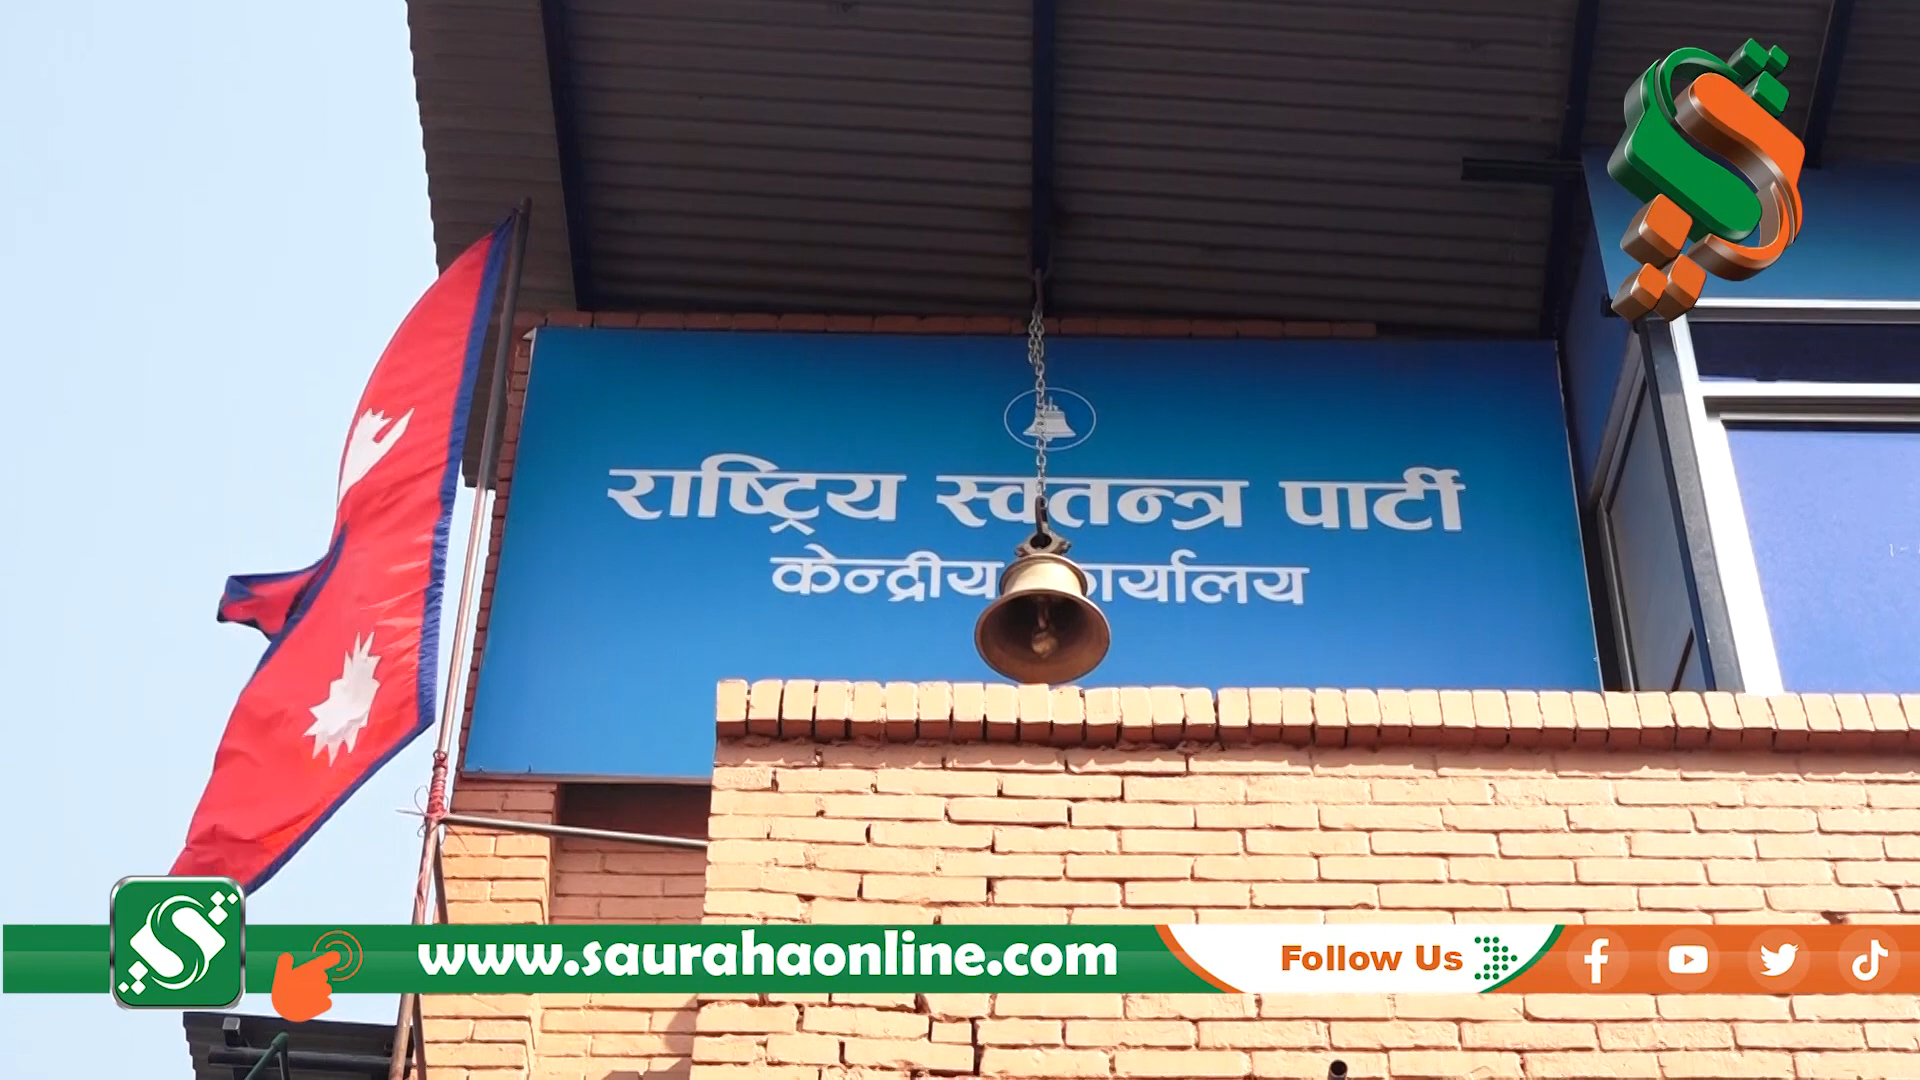 राष्ट्रिय स्वतन्त्र पार्टी
केन्द्रीय कार्यालय
www.saurahaonline.com
Follow Us